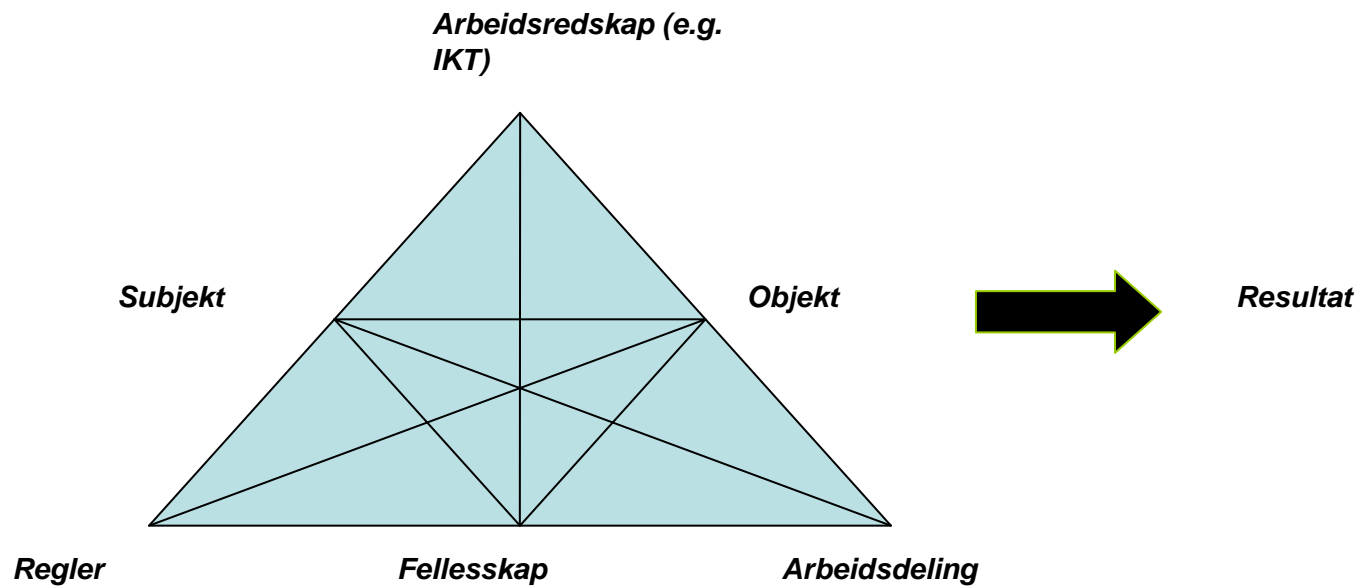 Arbeidsredskap (e.g.
IKT)
Subjekt
Objekt
Resultat
Regler
Fellesskap
Arbeidsdeling